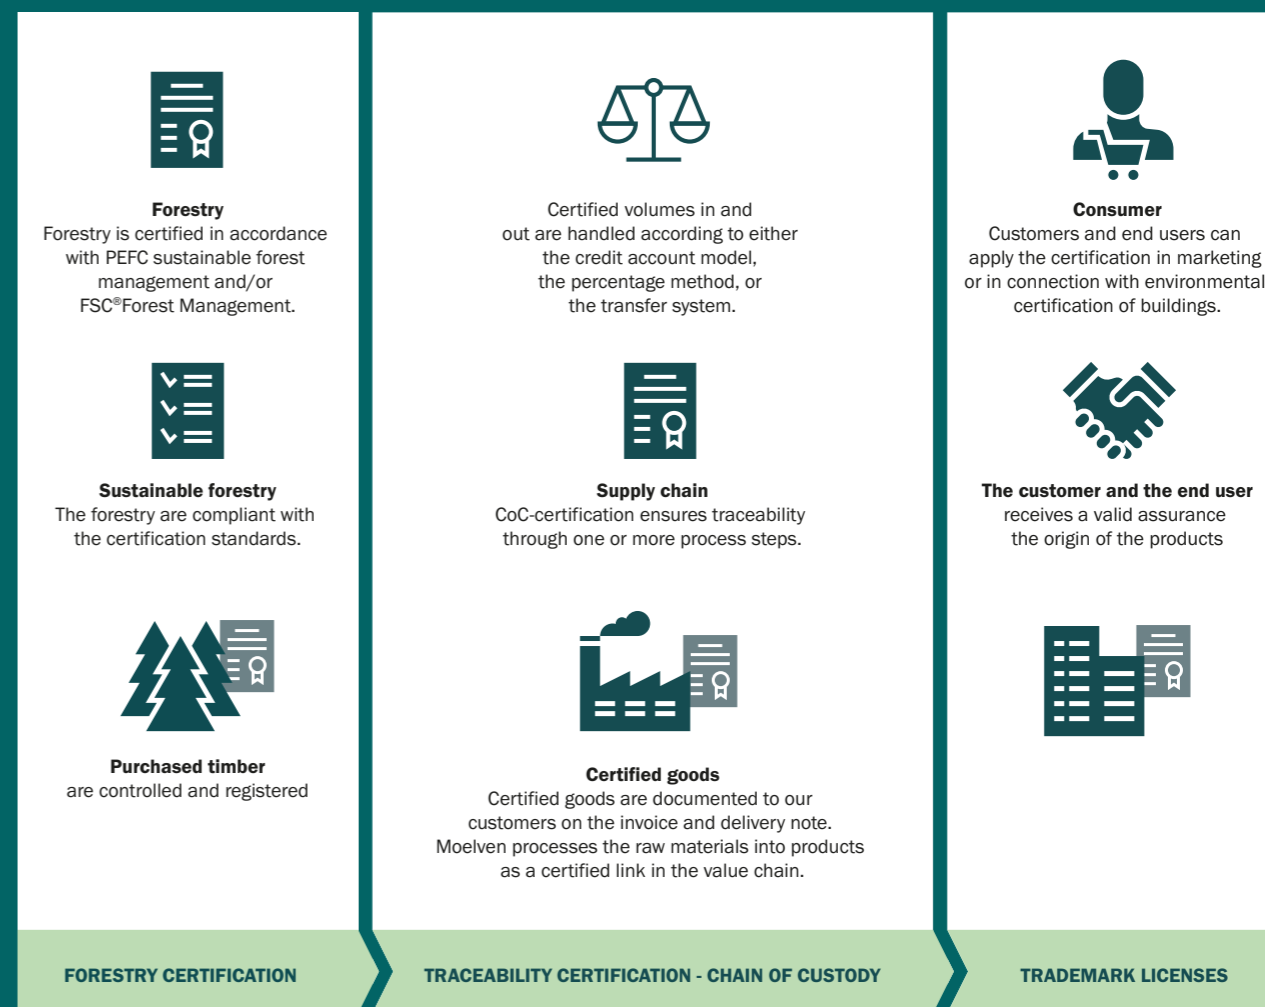 Forestry
Forestry is certified in accordance
with PEFC sustainable forest
management and/or
FSC®Forest Management.
Sustainable forestry
The forestry are compliant with
the certification standards.
Purchased timber
are controlled and registered
FORESTRY CERTIFICATION
Certified volumes in and
out are handled according to either
the credit account model,
the percentage method, or
the transfer system.
Supply chain
CoC-certification ensures traceability
through one or more process steps.
Certified goods
Certified goods are documented to our
customers on the invoice and delivery note.
Moelven processes the raw materials into products
as a certified link in the value chain.
TRACEABILITY CERTIFICATION - CHAIN OF CUSTODY
Consumer
Customers and end users can
apply the certification in marketing
or in connection with environmental
certification of buildings.
The customer and the end user
receives a valid assurance
the origin of the products
TRADEMARK LICENSES